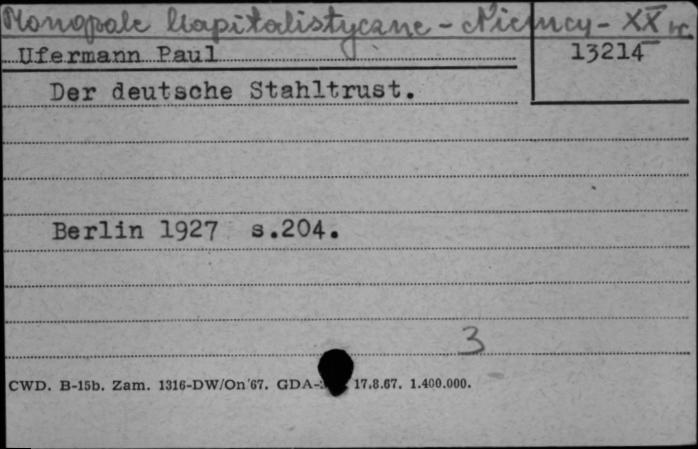 Monopole kapitalistyczne - Niemcy - XX w.
Ufermann Paul
13214
Der deutsche Stahltrust.
Berlin 1927 s.204.
3
CWD. B-15b. Zam. 1316-DW/On '67. GDA- 17.8.67. 1.400.000.